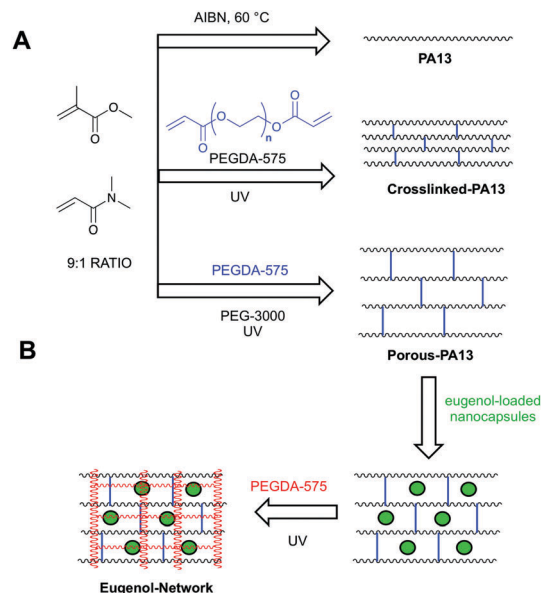 A
AIBN, 60 °C
PA13
O
O
O
O
O
O
n
PEGDA-575
UV
Crosslinked-PA13
N
O
9:1 RATIO
PEGDA-575
PEG-3000
UV
Porous-PA13
B
eugenol-loaded
nanocapsules
PEGDA-575
UV
Eugenol-Network